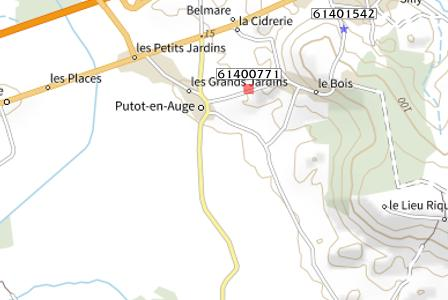 Belmare
61401542
la Cidrerie
15
les Petits Jardins
61400771
les Places
les Grands Jardins
le Bois
Putot-en-Auge
100
le Lieu Riqu